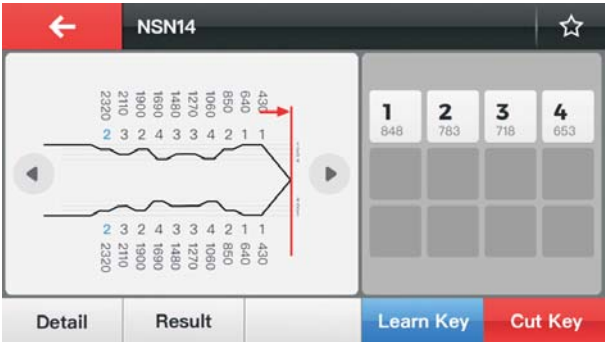 NSN14
2320 2110 1900 1690 1480 1270 1060 850 640 430
2 3 2 4 3 3 4 2 1 1
2 3 2 4 3 3 4 2 1 1
2320 2110 1900 1690 1480 1270 1060 850 640 430
1 2 3 4
848 783 718 653
Detail Result Learn Key Cut Key